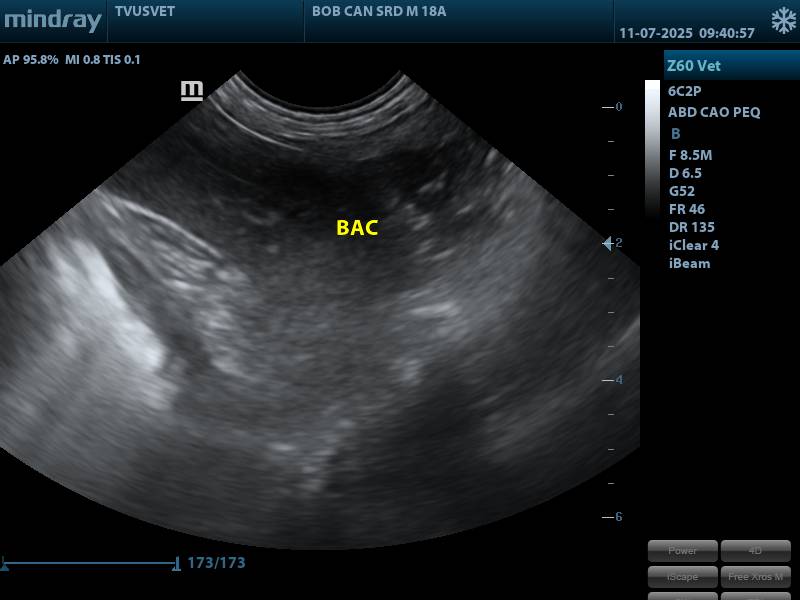 mindray
TVUSVET
BOB CAN SRD M 18A
11-07-2025 09:40:57
AP 95.8% MI 0.8 TIS 0.1
m
Z60 Vet
6C2P
ABD CAO PEQ
B
F 8.5M
D 6.5
G52
FR 46
DR 135
iClear 4
iBeam
0
BAC
2
4
6
173/173
Power
4D
iScape
Free Xros M